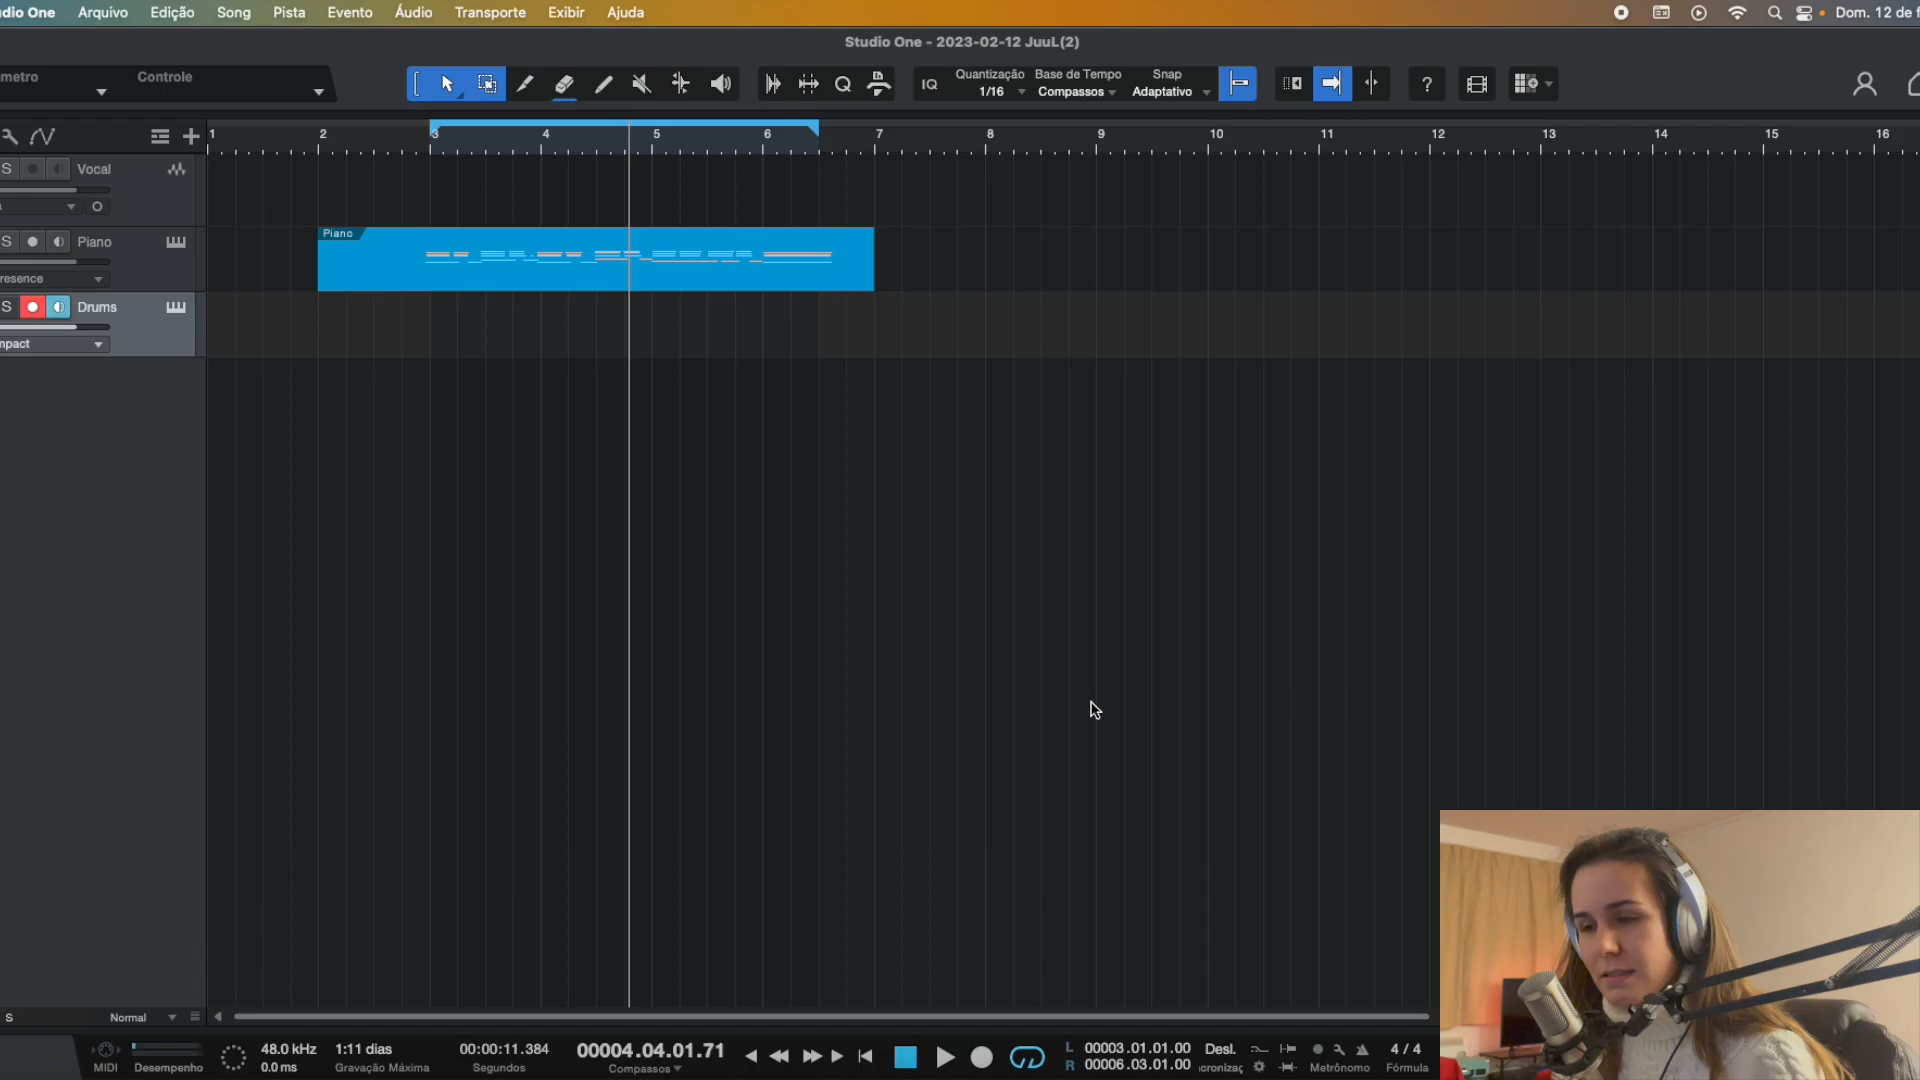 dio One Arquivo Edição Song Pista Evento Áudio Transporte Exibir Ajuda Dom. 12 de f
Studio One - 2023-02-12 JuuL(2)
metro Controle
Quantização Base de Tempo Snap
IQ 1/16 Compassos Adaptativo
Q ?
1 2 3 4 5 6 7 8 9 10 11 12 13 14 15 16
S Vocal
a
Piano
S Piano
resence
S Drums
mpact
S Normal
48.0 kHz 1:11 dias 00:00:11.384 00004.04.01.71 L 00003.01.01.00 Desl. 4 / 4
MIDI Desempenho 0.0 ms Gravação Máxima Segundos Compassos R 00006.03.01.00 cronizaç Metrônomo Fórmula